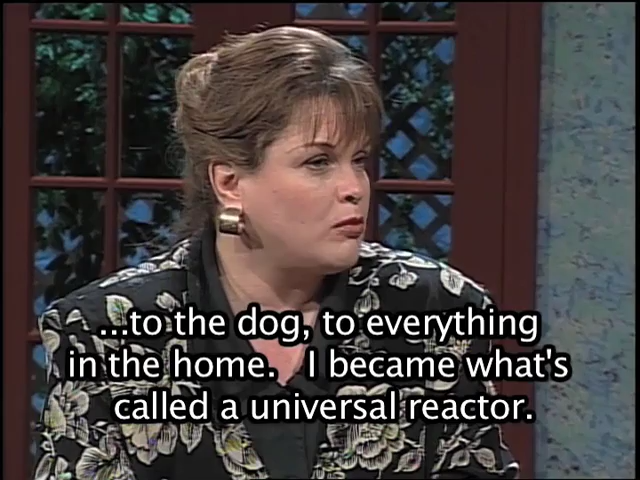 ...to the dog, to everything
in the home.   I became what's
called a universal reactor.